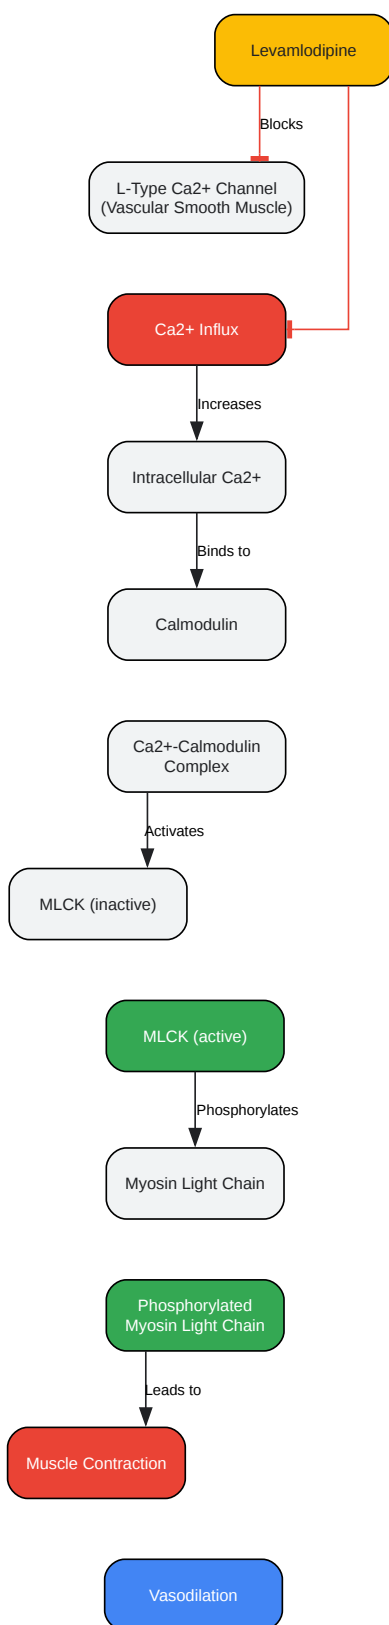 Levamlodipine
Blocks
L-Type Ca2+ Channel
(Vascular Smooth Muscle)
Ca2+ Influx
Increases
Intracellular Ca2+
Binds to
Calmodulin
Ca2+-Calmodulin
Complex
Activates
MLCK (inactive)
MLCK (active)
Phosphorylates
Myosin Light Chain
Phosphorylated
Myosin Light Chain
Leads to
Muscle Contraction
Vasodilation